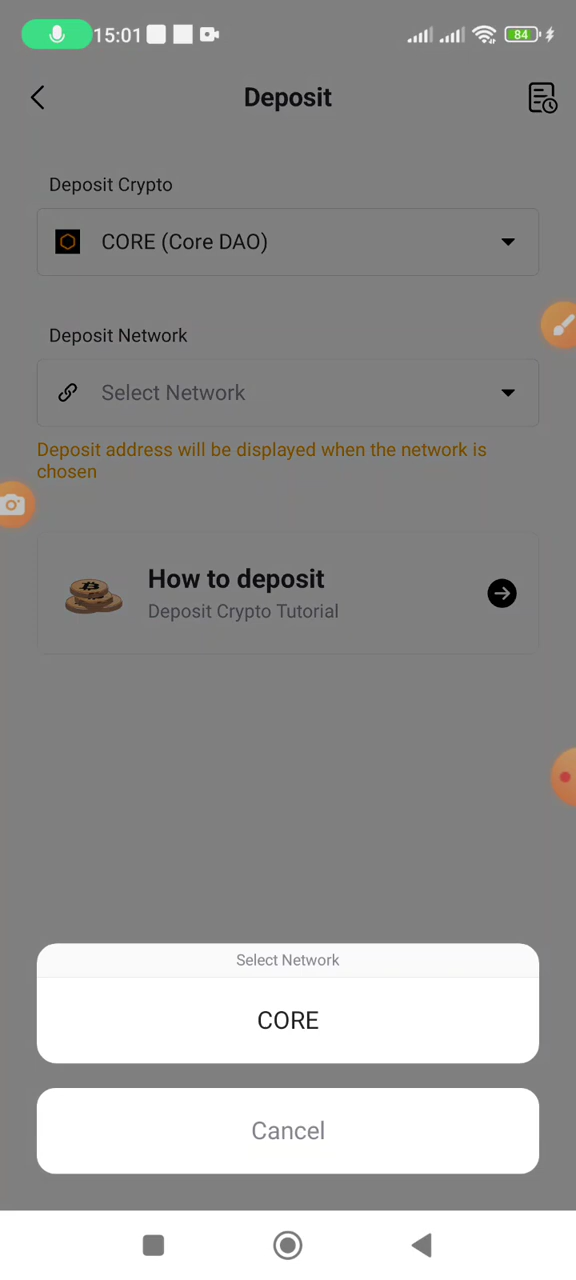 15:01
84
Deposit
Deposit Crypto
CORE (Core DAO)
Deposit Network
Select Network
Deposit address will be displayed when the network is
chosen
How to deposit
Deposit Crypto Tutorial
Select Network
CORE
Cancel